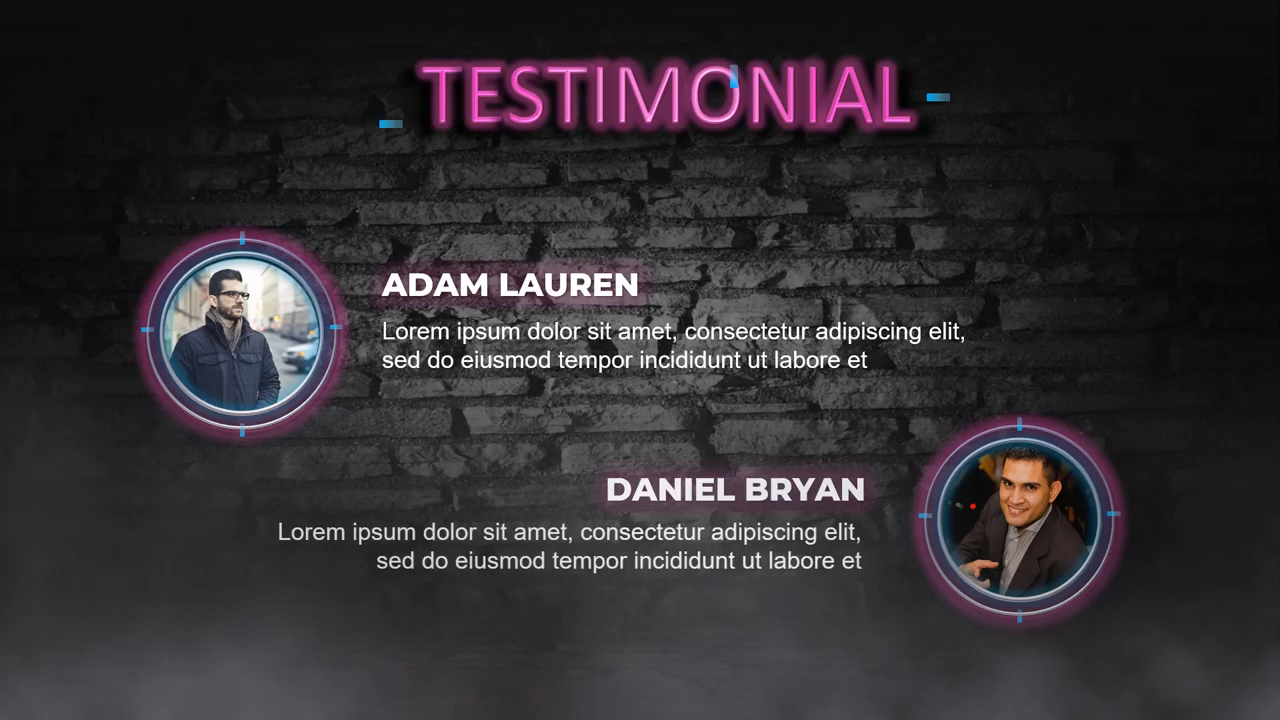 TESTIMONIAL
ADAM LAUREN
Lorem ipsum dolor sit amet, consectetur adipiscing elit,
sed do eiusmod tempor incididunt ut labore et
DANIEL BRYAN
Lorem ipsum dolor sit amet, consectetur adipiscing elit,
sed do eiusmod tempor incididunt ut labore et